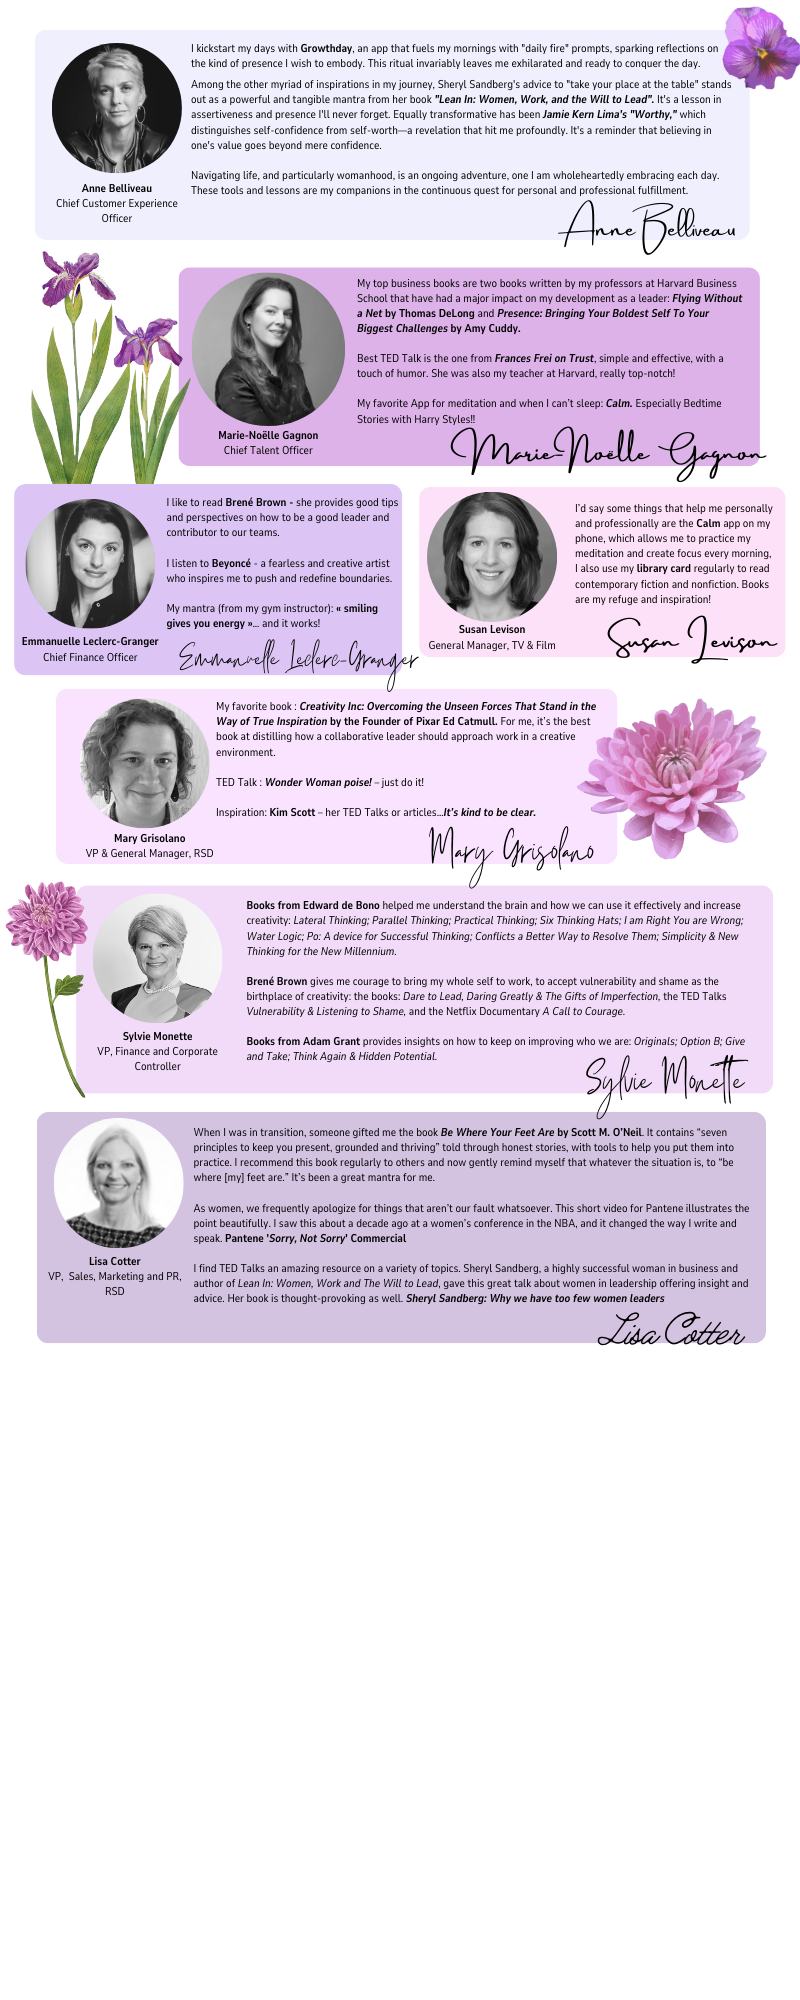 I kickstart my days with Growthday, an app that fuels my mornings with "daily fire" prompts, sparking reflections on
the kind of presence I wish to embody. This ritual invariably leaves me exhilarated and ready to conquer the day.
Among the other myriad of inspirations in my journey, Sheryl Sandberg's advice to "take your place at the table" stands
out as a powerful and tangible mantra from her book "Lean In: Women, Work, and the Will to Lead". It's a lesson in
assertiveness and presence I'll never forget. Equally transformative has been Jamie Kern Lima's "Worthy," which
distinguishes self-confidence from self-worth—a revelation that hit me profoundly. It's a reminder that believing in
one's value goes beyond mere confidence.
Navigating life, and particularly womanhood, is an ongoing adventure, one I am wholeheartedly embracing each day.
These tools and lessons are my companions in the continuous quest for personal and professional fulfillment.
Anne Belliveau
Chief Customer Experience
Officer
Anne Belliveau
My top business books are two books written by my professors at Harvard Business
School that have had a major impact on my development as a leader: Flying Without
a Net by Thomas DeLong and Presence: Bringing Your Boldest Self To Your
Biggest Challenges by Amy Cuddy.
Best TED Talk is the one from Frances Frei on Trust, simple and effective, with a
touch of humor. She was also my teacher at Harvard, really top-notch!
My favorite App for meditation and when I can't sleep: Calm. Especially Bedtime
Stories with Harry Styles!!
Marie-Noëlle Gagnon
Chief Talent Officer
Marie-Noëlle Gagnon
I like to read Brené Brown - she provides good tips
and perspectives on how to be a good leader and
contributor to our teams.
I listen to Beyoncé - a fearless and creative artist
who inspires me to push and redefine boundaries.
My mantra (from my gym instructor): « smiling
gives you energy »... and it works!
Emmanuelle Leclerc-Granger
Chief Finance Officer
Emmanuelle Leclerc-Granger
I'd say some things that help me personally
and professionally are the Calm app on my
phone, which allows me to practice my
meditation and create focus every morning,
I also use my library card regularly to read
contemporary fiction and nonfiction. Books
are my refuge and inspiration!
Susan Levison
General Manager, TV & Film
Susan Levison
My favorite book : Creativity Inc: Overcoming the Unseen Forces That Stand in the
Way of True Inspiration by the Founder of Pixar Ed Catmull. For me, it's the best
book at distilling how a collaborative leader should approach work in a creative
environment.
TED Talk : Wonder Woman poise! – just do it!
Inspiration: Kim Scott – her TED Talks or articles...It's kind to be clear.
Mary Grisolano
VP & General Manager, RSD
Mary Grisolano
Books from Edward de Bono helped me understand the brain and how we can use it effectively and increase
creativity: Lateral Thinking; Parallel Thinking; Practical Thinking; Six Thinking Hats; I am Right You are Wrong;
Water Logic; Po: A device for Successful Thinking; Conflicts a Better Way to Resolve Them; Simplicity & New
Thinking for the New Millennium.
Brené Brown gives me courage to bring my whole self to work, to accept vulnerability and shame as the
birthplace of creativity: the books: Dare to Lead, Daring Greatly & The Gifts of Imperfection, the TED Talks
Vulnerability & Listening to Shame, and the Netflix Documentary A Call to Courage.
Books from Adam Grant provides insights on how to keep on improving who we are: Originals; Option B; Give
and Take; Think Again & Hidden Potential.
Sylvie Monette
VP, Finance and Corporate
Controller
Sylvie Monette
When I was in transition, someone gifted me the book Be Where Your Feet Are by Scott M. O'Neil. It contains “seven
principles to keep you present, grounded and thriving” told through honest stories, with tools to help you put them into
practice. I recommend this book regularly to others and now gently remind myself that whatever the situation is, to “be
where [my] feet are.” It's been a great mantra for me.
As women, we frequently apologize for things that aren't our fault whatsoever. This short video for Pantene illustrates the
point beautifully. I saw this about a decade ago at a women's conference in the NBA, and it changed the way I write and
speak. Pantene 'Sorry, Not Sorry' Commercial
I find TED Talks an amazing resource on a variety of topics. Sheryl Sandberg, a highly successful woman in business and
author of Lean In: Women, Work and The Will to Lead, gave this great talk about women in leadership offering insight and
advice. Her book is thought-provoking as well. Sheryl Sandberg: Why we have too few women leaders
Lisa Cotter
VP, Sales, Marketing and PR,
RSD
Lisa Cotter